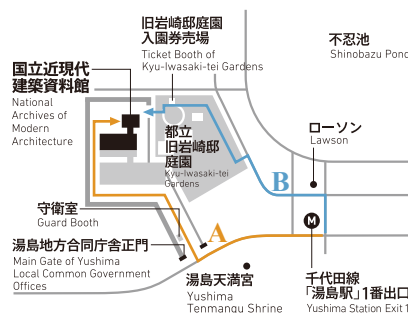 旧岩崎邸庭園
入園券売場
Ticket Booth of
Kyu-Iwasaki-tei Gardens
不忍池
Shinobazu Pond
国立近現代
建築資料館
National
Archives of
Modern
Architecture
都立
旧岩崎邸
庭園
Kyu-Iwasaki-tei
Gardens
ローソン
Lawson
B
守衛室
Guard Booth
A
M
湯島地方合同庁舎正門
Main Gate of Yushima
Local Common Government
Offices
湯島天満宮
Yushima
Tenmangu Shrine
千代田線
「湯島駅」1番出口
Yushima Station Exit 1